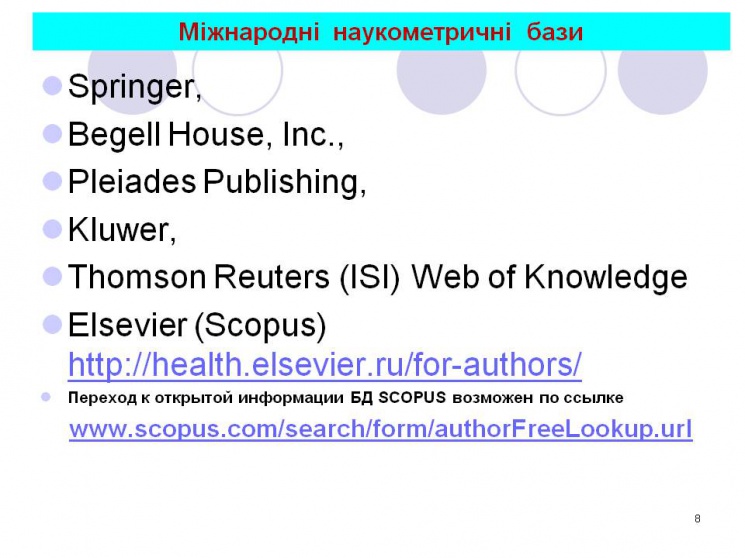 Міжнародні наукометричні бази
Springer,
Begell House, Inc.,
Pleiades Publishing,
Kluwer,
Thomson Reuters (ISI) Web of Knowledge
Elsevier (Scopus)
http://health.elsevier.ru/for-authors/
Переход к открытой информации БД SCOPUS возможен по ссылке
www.scopus.com/search/form/authorFreeLookup.url
8